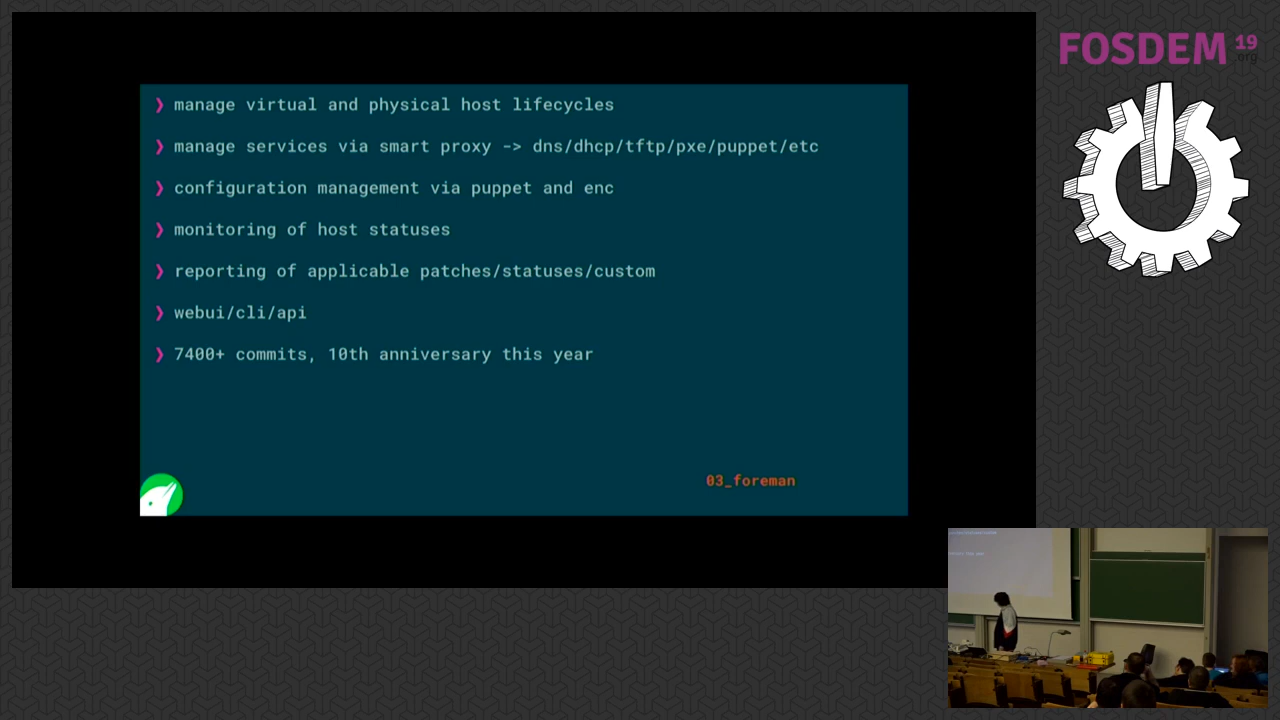 FOSDEM 19
.org
❯ manage virtual and physical host lifecycles
❯ manage services via smart proxy -> dns/dhcp/tftp/pxe/puppet/etc
❯ configuration management via puppet and enc
❯ monitoring of host statuses
❯ reporting of applicable patches/statuses/custom
❯ webui/cli/api
❯ 7400+ commits, 10th anniversary this year
03_foreman